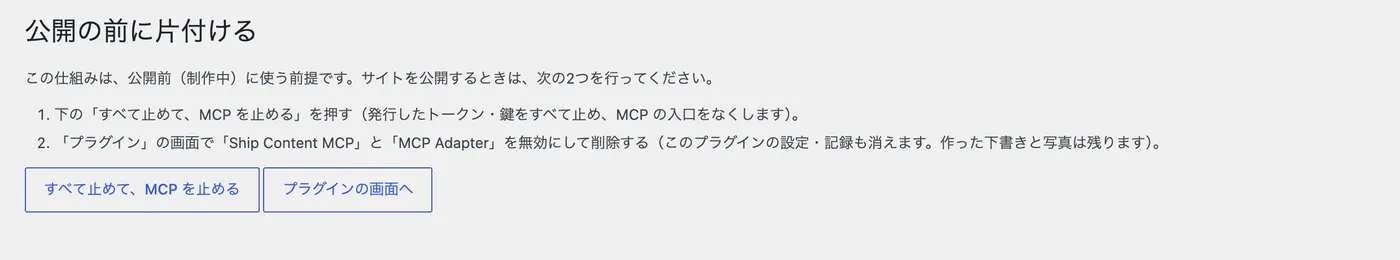 公開の前に片付ける
この仕組みは、公開前（制作中）に使う前提です。サイトを公開するときは、次の2つを行ってください。
1. 下の「すべて止めて、MCP を止める」を押す（発行したトークン・鍵をすべて止め、MCP の入口をなくします）。
2. 「プラグイン」の画面で「Ship Content MCP」と「MCP Adapter」を無効にして削除する（このプラグインの設定・記録も消えます。作った下書きと写真は残ります）。
すべて止めて、MCP を止める プラグインの画面へ